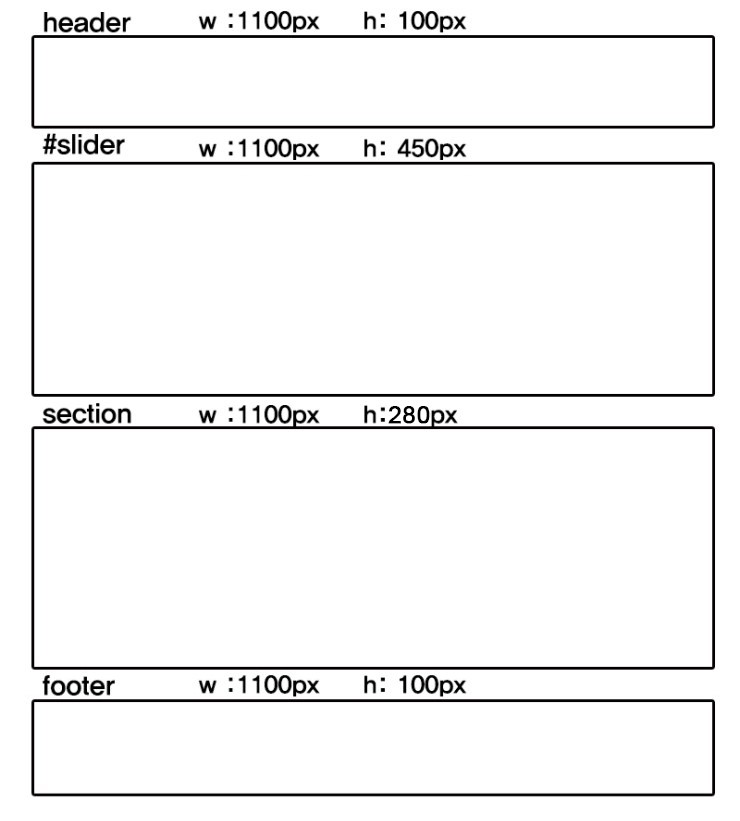 header w :1100px h: 100px
#slider w :1100px h: 450px
section w :1100px h:280px
footer w :1100px h: 100px